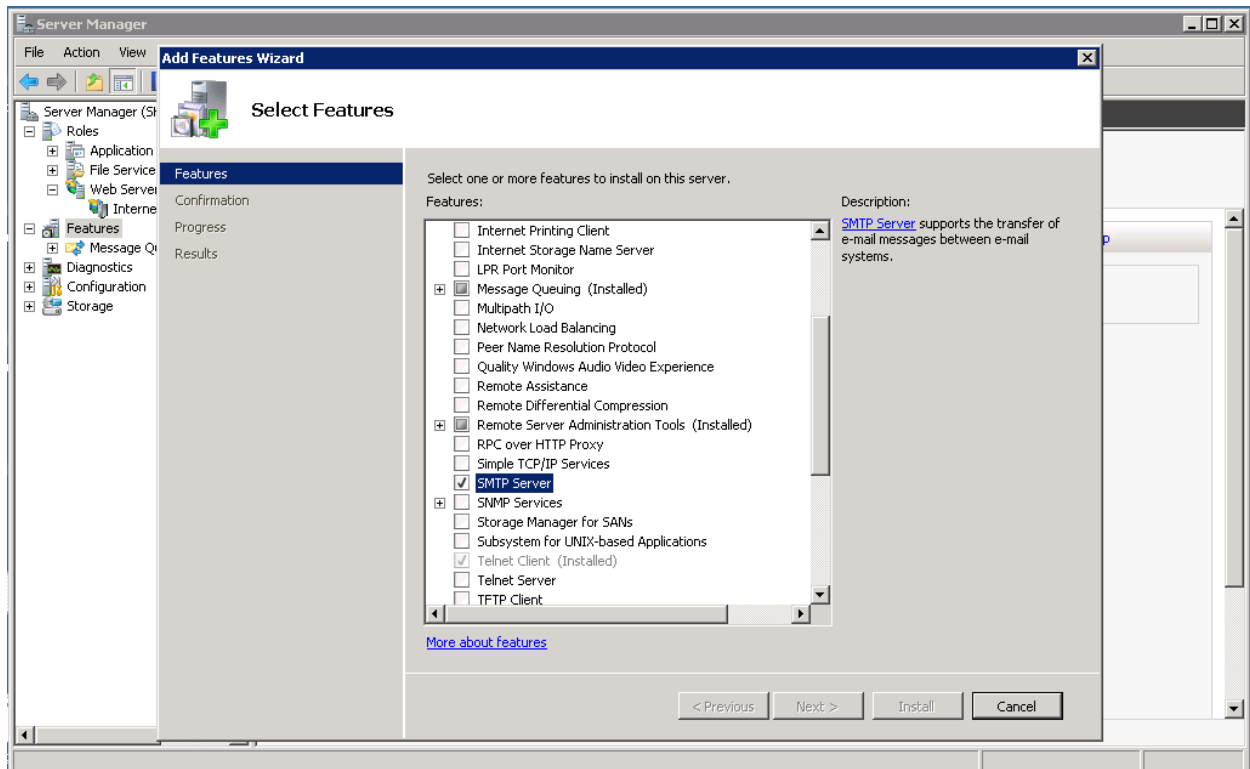 Server Manager
File Action View
Add Features Wizard
Select Features
Server Manager (SH
Roles
Application
File Service
Web Server
Interne
Features
Message Qu
Diagnostics
Configuration
Storage
Features
Confirmation
Progress
Results
Select one or more features to install on this server.
Features:
Internet Printing Client
Internet Storage Name Server
LPR Port Monitor
Message Queuing (Installed)
Multipath I/O
Network Load Balancing
Peer Name Resolution Protocol
Quality Windows Audio Video Experience
Remote Assistance
Remote Differential Compression
Remote Server Administration Tools (Installed)
RPC over HTTP Proxy
Simple TCP/IP Services
SMTP Server
SNMP Services
Storage Manager for SANs
Subsystem for UNIX-based Applications
Telnet Client (Installed)
Telnet Server
TFTP Client
More about features
Description:
SMTP Server supports the transfer of
e-mail messages between e-mail
systems.
p
< Previous Next > Install Cancel